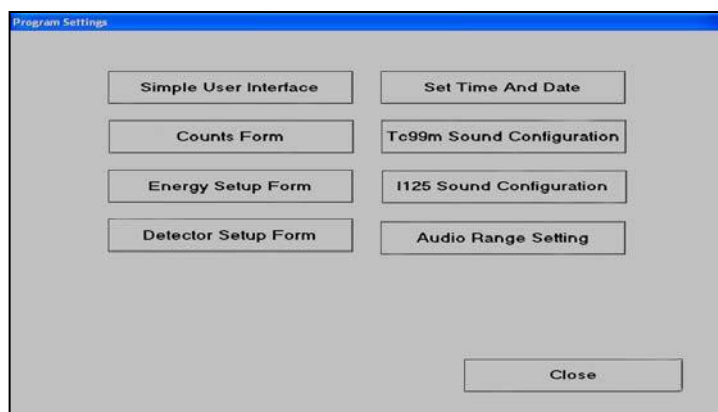 Program Settings
Simple User Interface
Set Time And Date
Counts Form
Tc99m Sound Configuration
Energy Setup Form
I125 Sound Configuration
Detector Setup Form
Audio Range Setting
Close